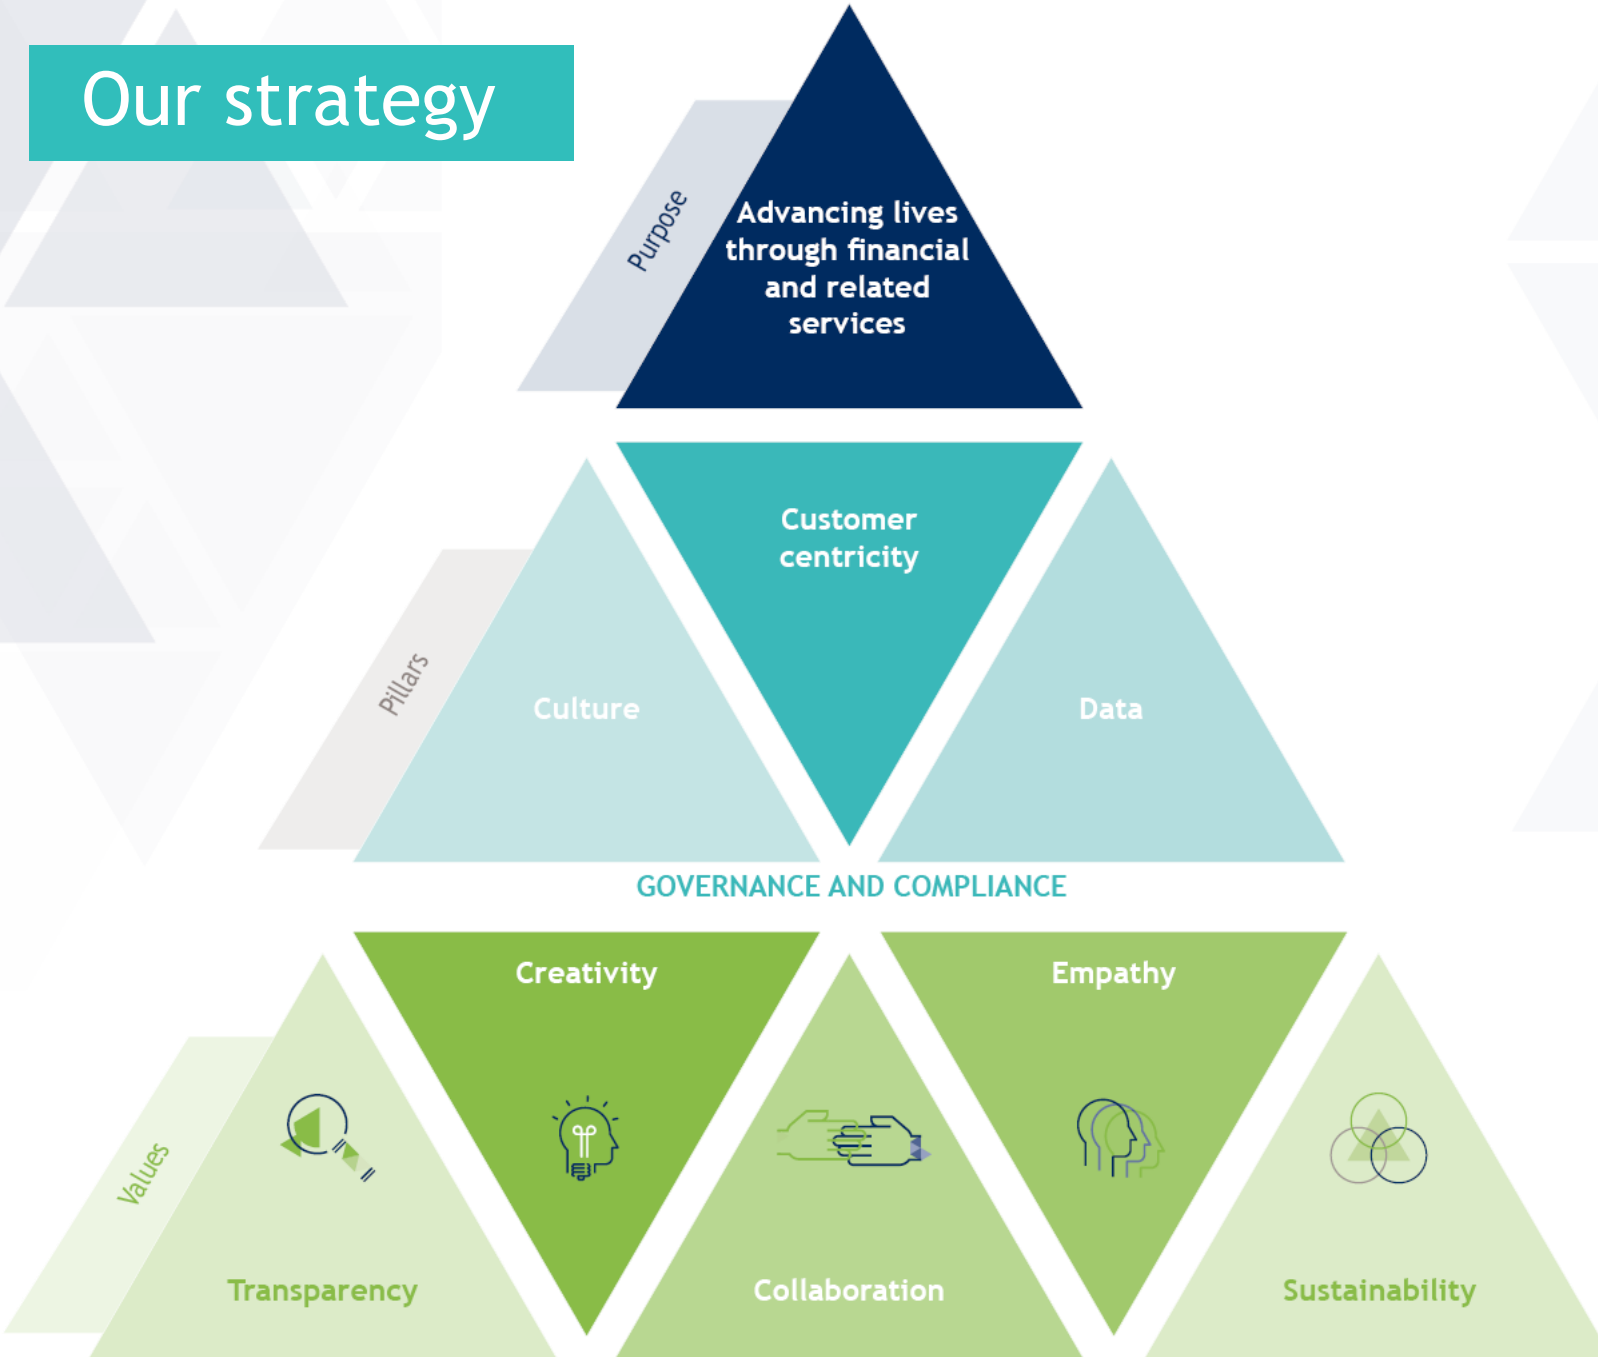 Our strategy
Purpose
Advancing lives
through financial
and related
services
Customer
centricity
Pillars
Culture
Data
GOVERNANCE AND COMPLIANCE
Creativity
Empathy
Values
Transparency
Collaboration
Sustainability